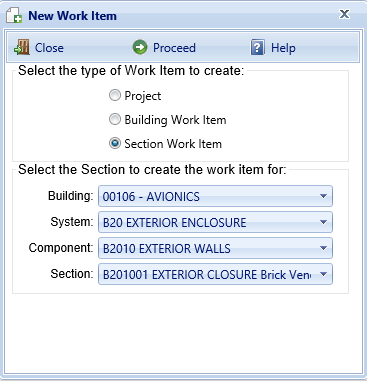 New Work Item
Close Proceed Help
Select the type of Work Item to create:
Project
Building Work Item
Section Work Item
Select the Section to create the work item for:
Building: 00106 - AVIONICS
System: B20 EXTERIOR ENCLOSURE
Component: B2010 EXTERIOR WALLS
Section: B201001 EXTERIOR CLOSURE Brick Ven